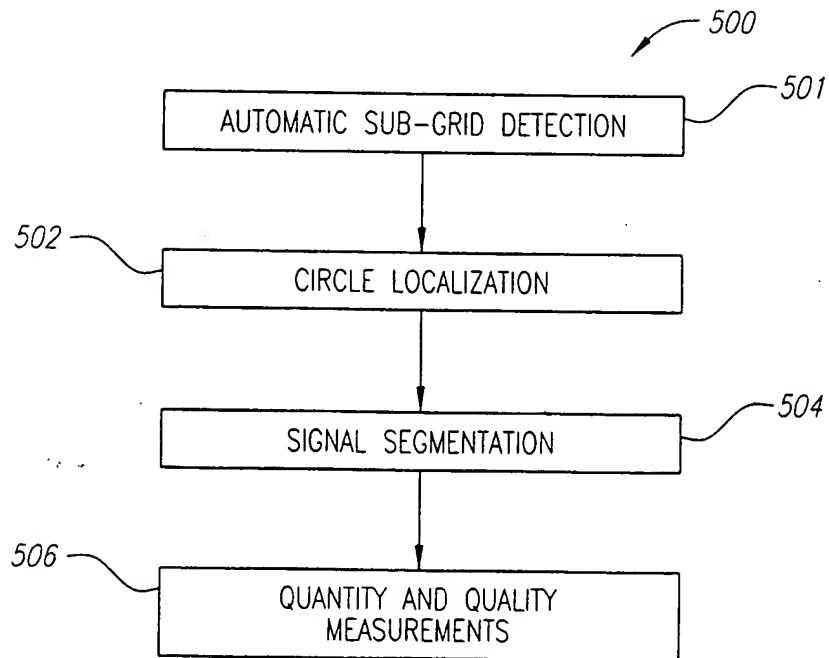 500
501
AUTOMATIC SUB-GRID DETECTION
502
CIRCLE LOCALIZATION
504
SIGNAL SEGMENTATION
506
QUANTITY AND QUALITY
MEASUREMENTS